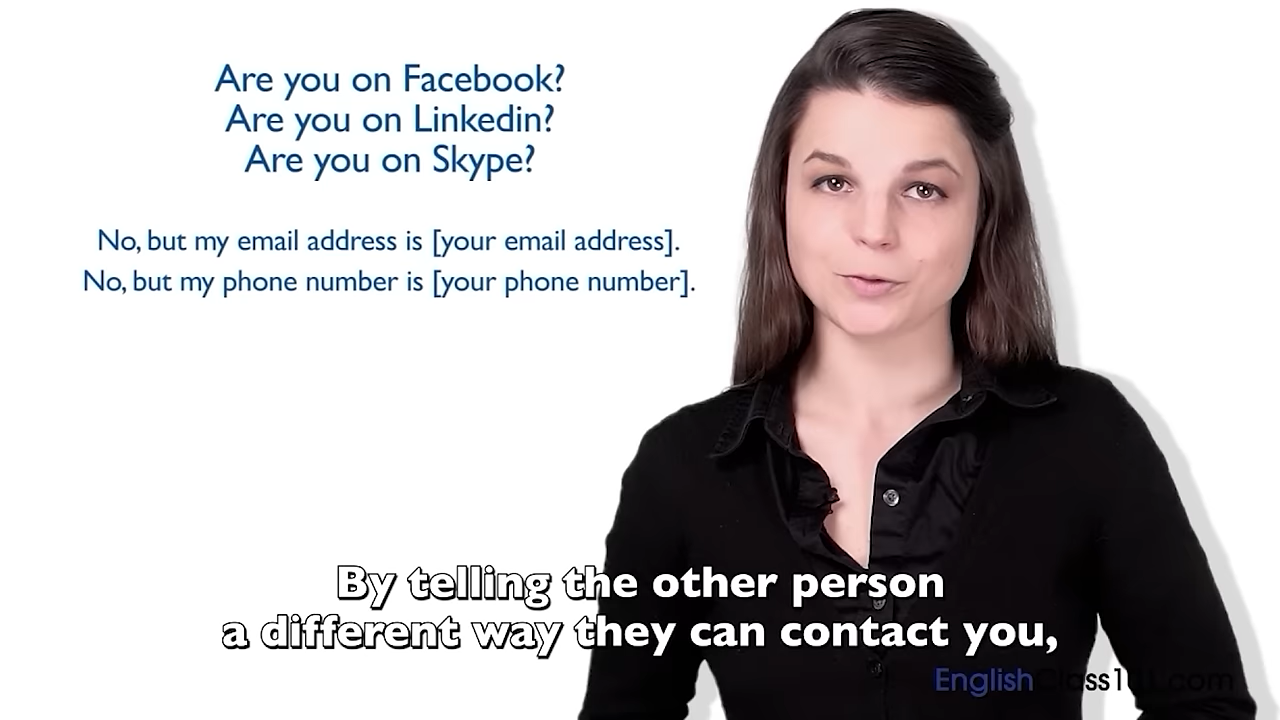 Are you on Facebook?
Are you on Linkedin?
Are you on Skype?
No, but my email address is [your email address].
No, but my phone number is [your phone number].
By telling the other person
a different way they can contact you,
EnglishClass101.com